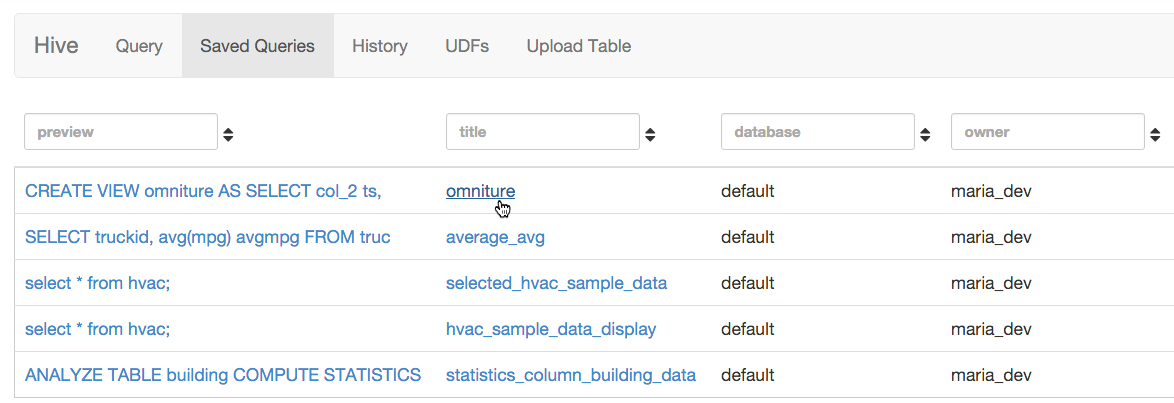 Hive Query Saved Queries History UDFs Upload Table
preview title database owner
CREATE VIEW omniture AS SELECT col_2 ts, omniture default maria_dev
SELECT truckid, avg(mpg) avgmpg FROM truc average_avg default maria_dev
select * from hvac; selected_hvac_sample_data default maria_dev
select * from hvac; hvac_sample_data_display default maria_dev
ANALYZE TABLE building COMPUTE STATISTICS statistics_column_building_data default maria_dev